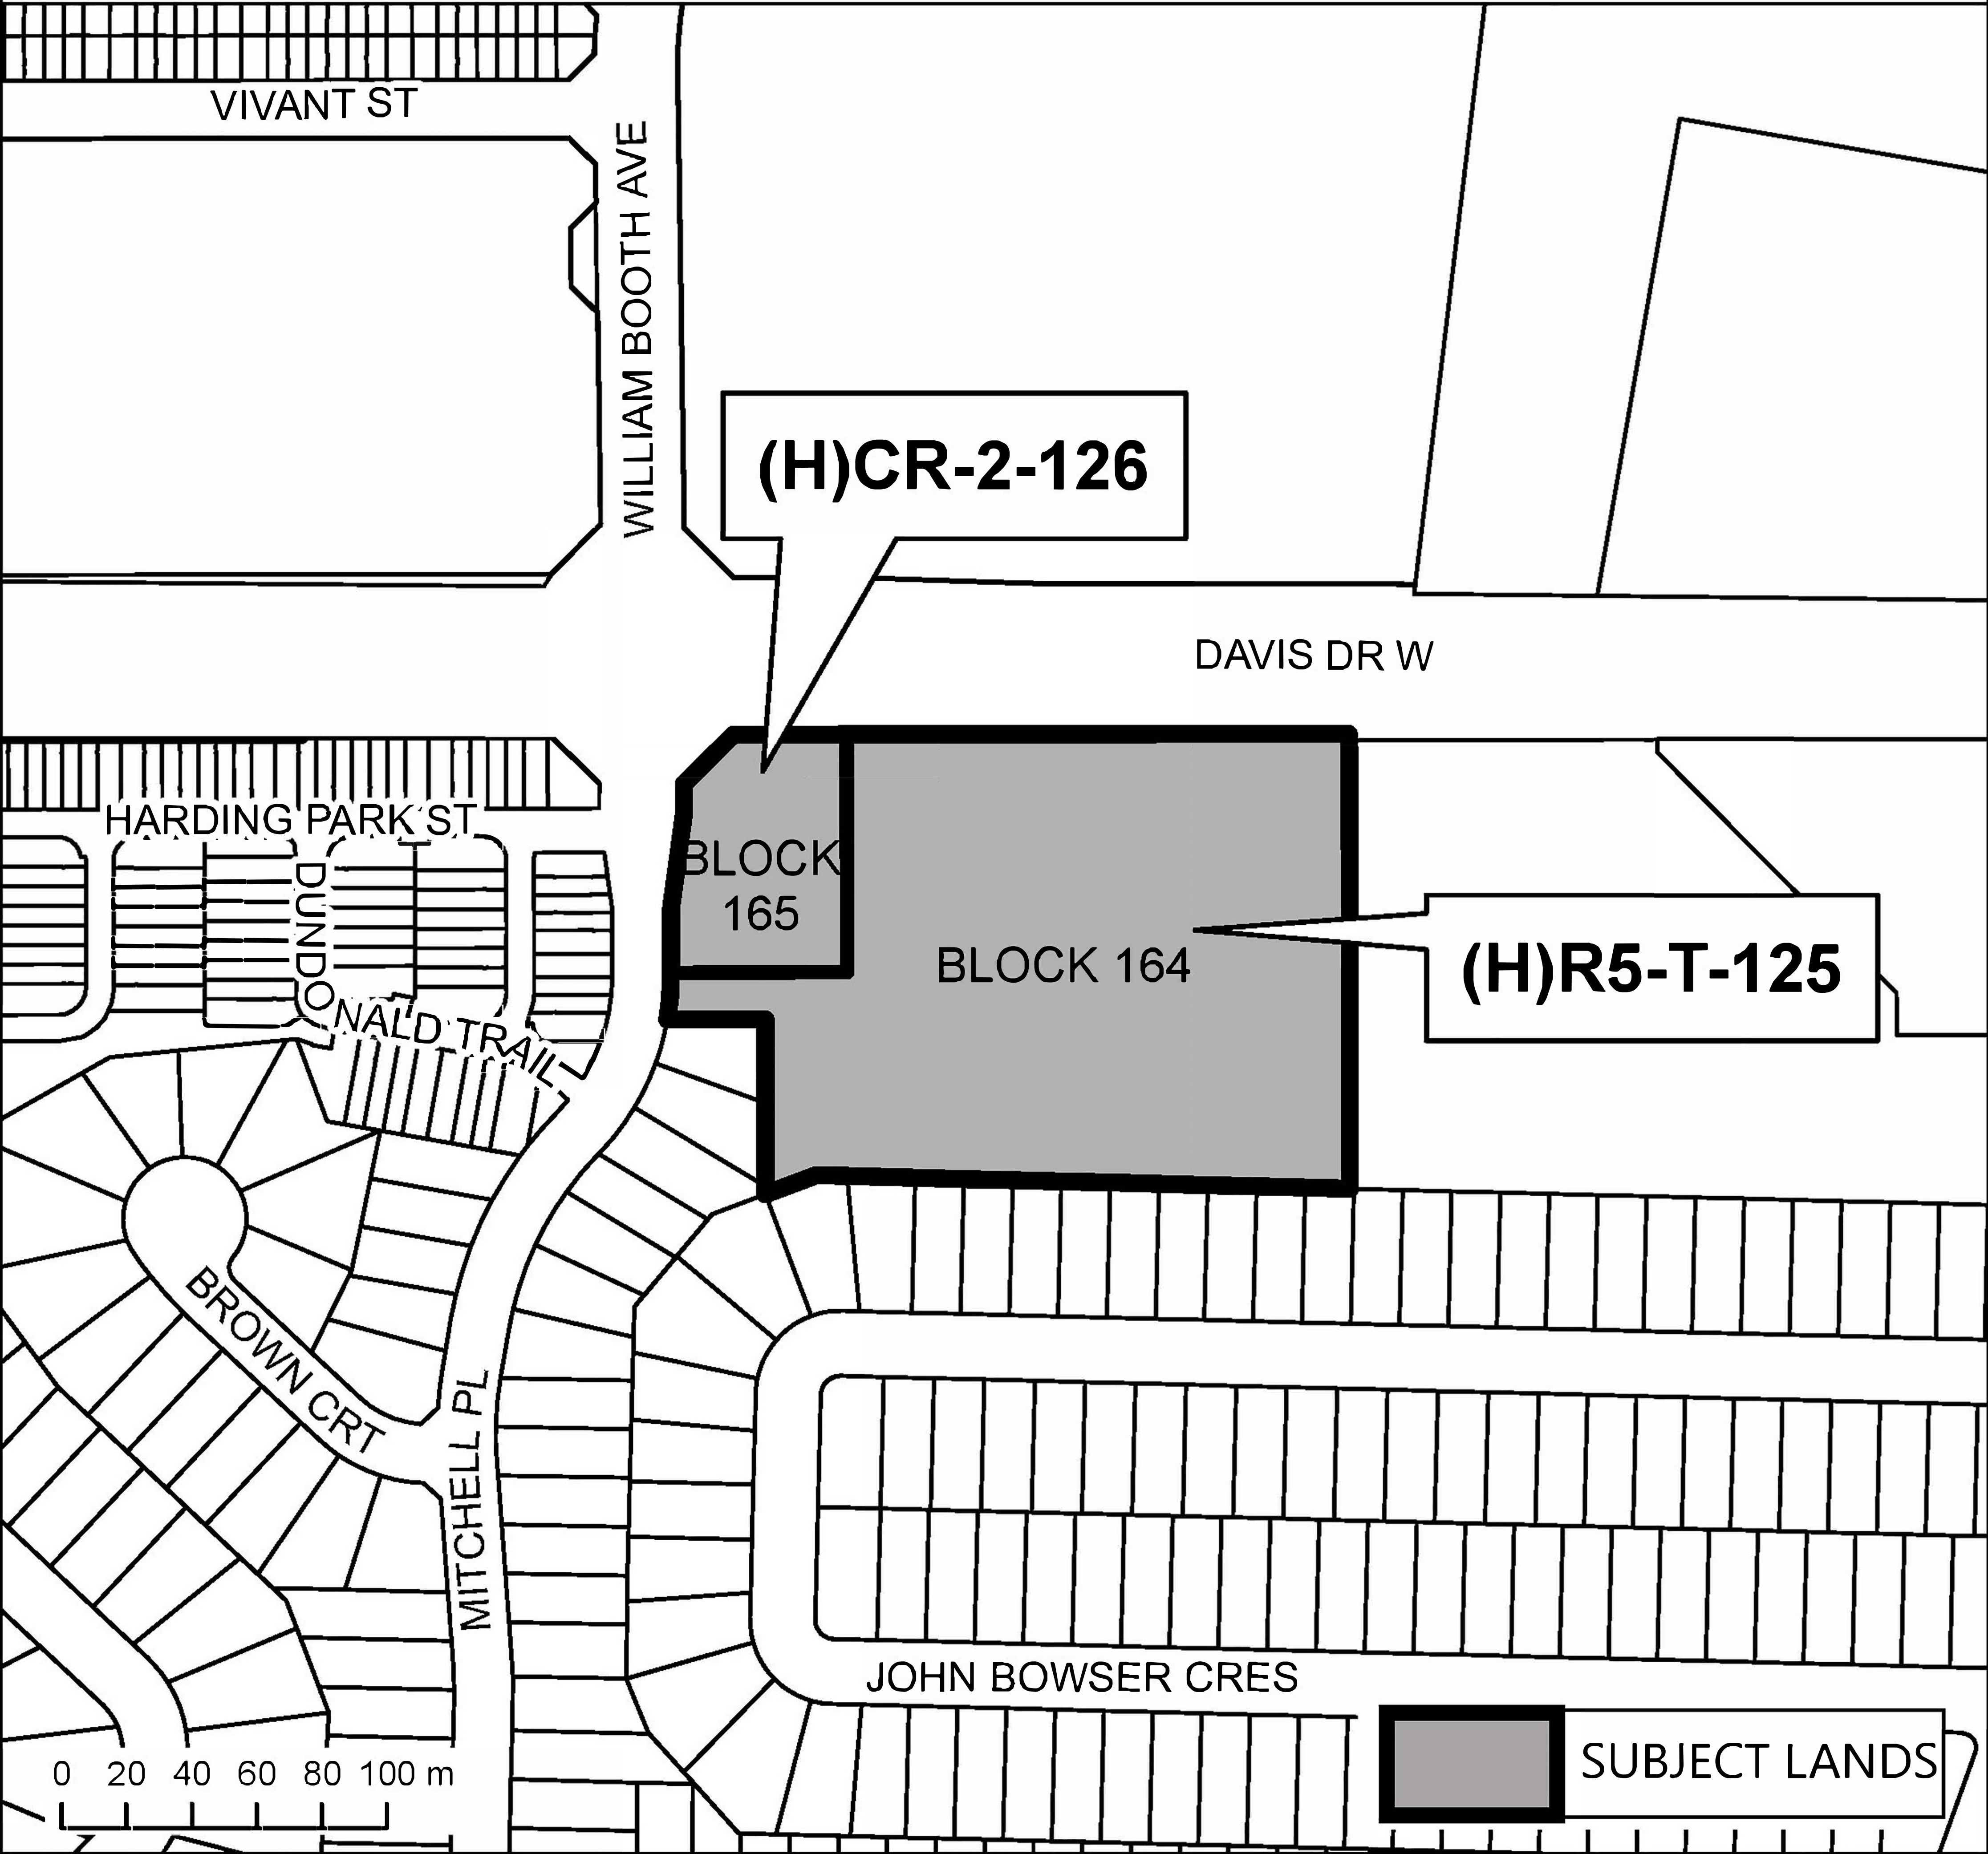 VIVANT ST
WILLIAM BOOTH AVE
(H)CR-2-126
DAVIS DR W
HARDING PARK ST
BLOCK
165
BLOCK 164
(H)R5-T-125
DUNDONALD TRAIL
BROWN CRT
MITCHELL PL
JOHN BOWSER CRES
SUBJECT LANDS
0 20 40 60 80 100 m